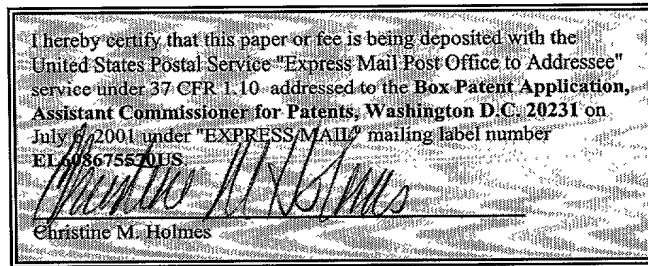 I hereby certify that this paper or fee is being deposited with the
United States Postal Service "Express Mail Post Office to Addressee"
service under 37 CFR 1.10 addressed to the Box Patent Application,
Assistant Commissioner for Patents, Washington D.C. 20231 on
July 6, 2001 under "EXPRESS MAIL" mailing label number
EL608675570US
Christine M Holmes
Christine M. Holmes